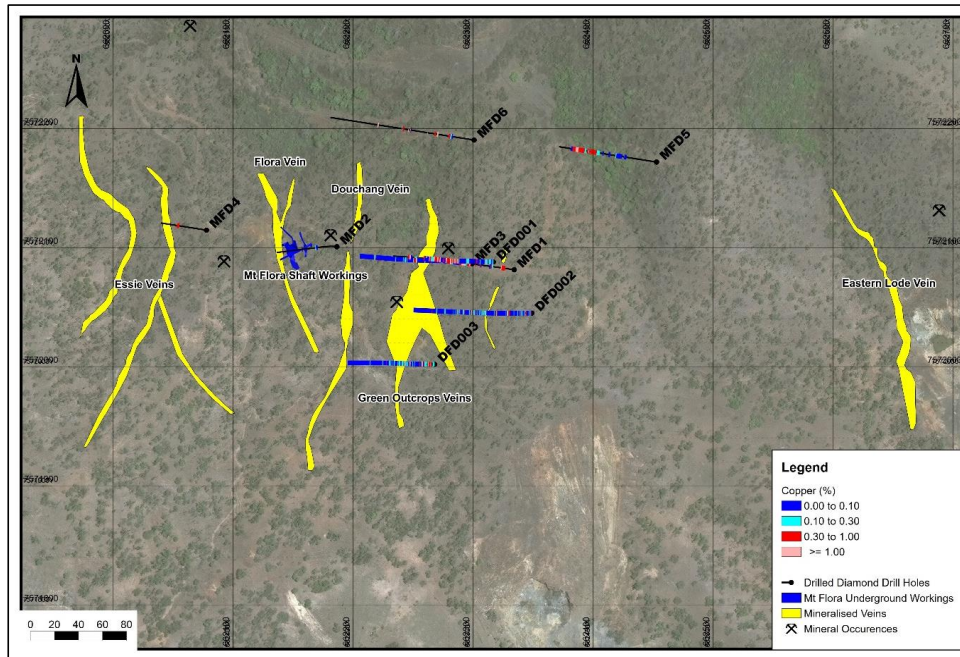 N
MFD6
MFD5
Flora Vein
Douchang Vein
MFD4
MFD2
MFD3
DFD001
MFD1
Mt Flora Shaft Workings
Essie Veins
Eastern Lode Vein
DFD002
DFD003
Green Outcrops Veins
Legend
Copper (%)
0.00 to 0.10
0.10 to 0.30
0.30 to 1.00
>= 1.00
Drilled Diamond Drill Holes
Mt Flora Underground Workings
Mineralised Veins
Mineral Occurences
0 20 40 60 80